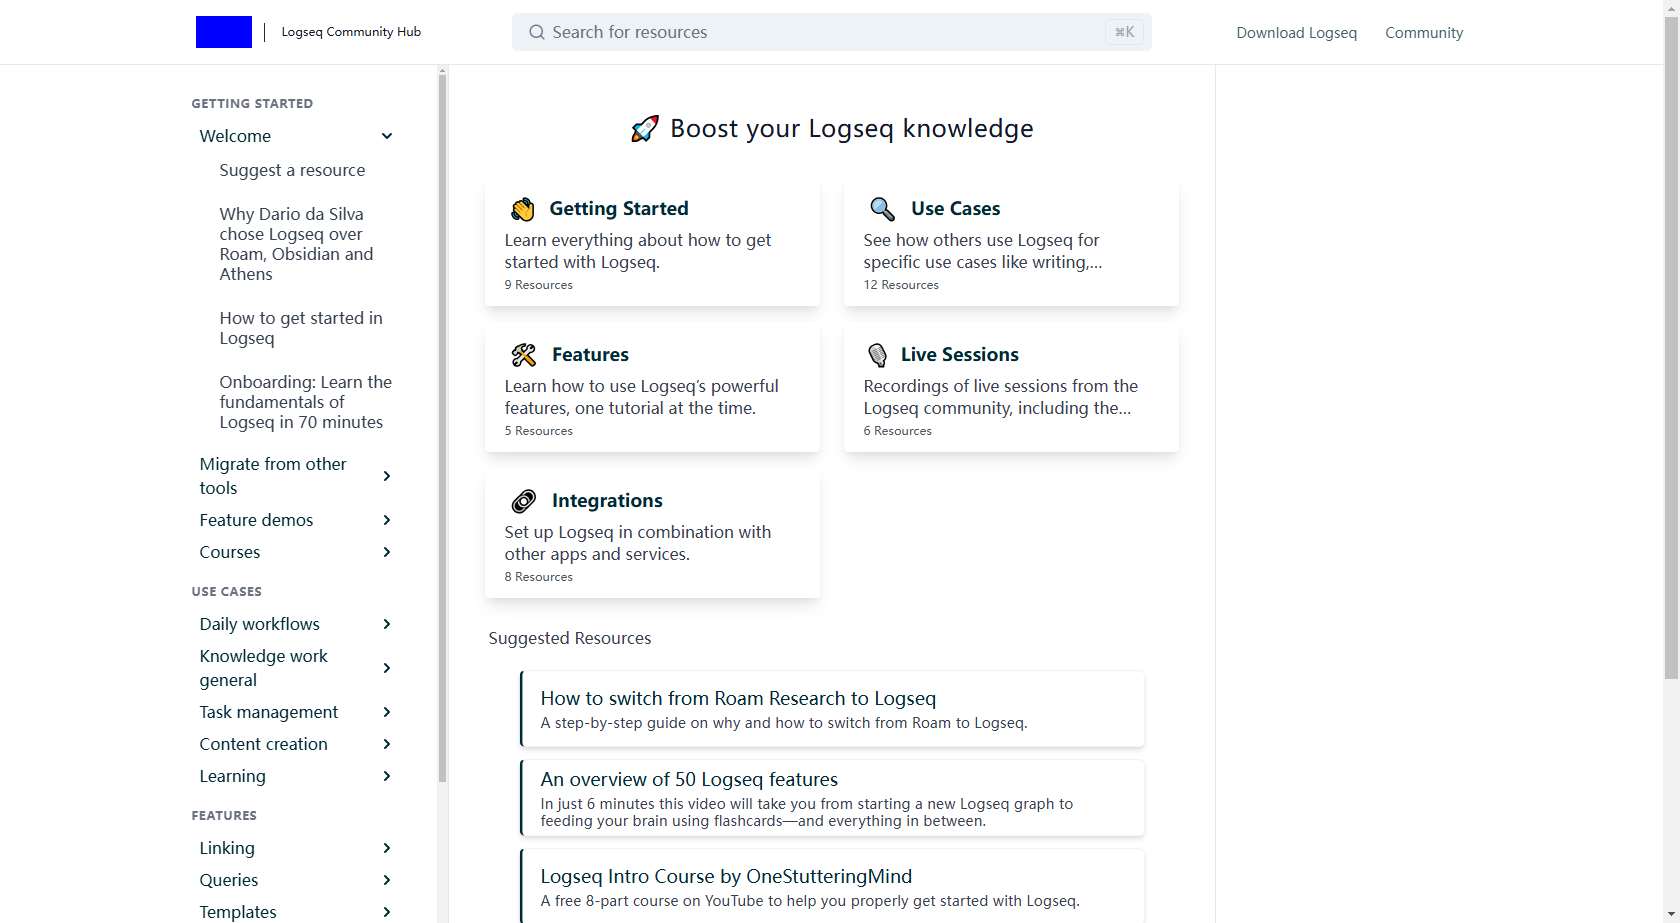 Logseq Community Hub
Search for resources
⌘K
Download Logseq
Community
GETTING STARTED
Welcome
Suggest a resource
Why Dario da Silva
chose Logseq over
Roam, Obsidian and
Athens
How to get started in
Logseq
Onboarding: Learn the
fundamentals of
Logseq in 70 minutes
Migrate from other
tools
Feature demos
Courses
USE CASES
Daily workflows
Knowledge work
general
Task management
Content creation
Learning
FEATURES
Linking
Queries
Templates
🚀 Boost your Logseq knowledge
Getting Started
Learn everything about how to get
started with Logseq.
9 Resources
Use Cases
See how others use Logseq for
specific use cases like writing,...
12 Resources
Features
Learn how to use Logseq’s powerful
features, one tutorial at the time.
5 Resources
Live Sessions
Recordings of live sessions from the
Logseq community, including the...
6 Resources
Integrations
Set up Logseq in combination with
other apps and services.
8 Resources
Suggested Resources
How to switch from Roam Research to Logseq
A step-by-step guide on why and how to switch from Roam to Logseq.
An overview of 50 Logseq features
In just 6 minutes this video will take you from starting a new Logseq graph to
feeding your brain using flashcards—and everything in between.
Logseq Intro Course by OneStutteringMind
A free 8-part course on YouTube to help you properly get started with Logseq.